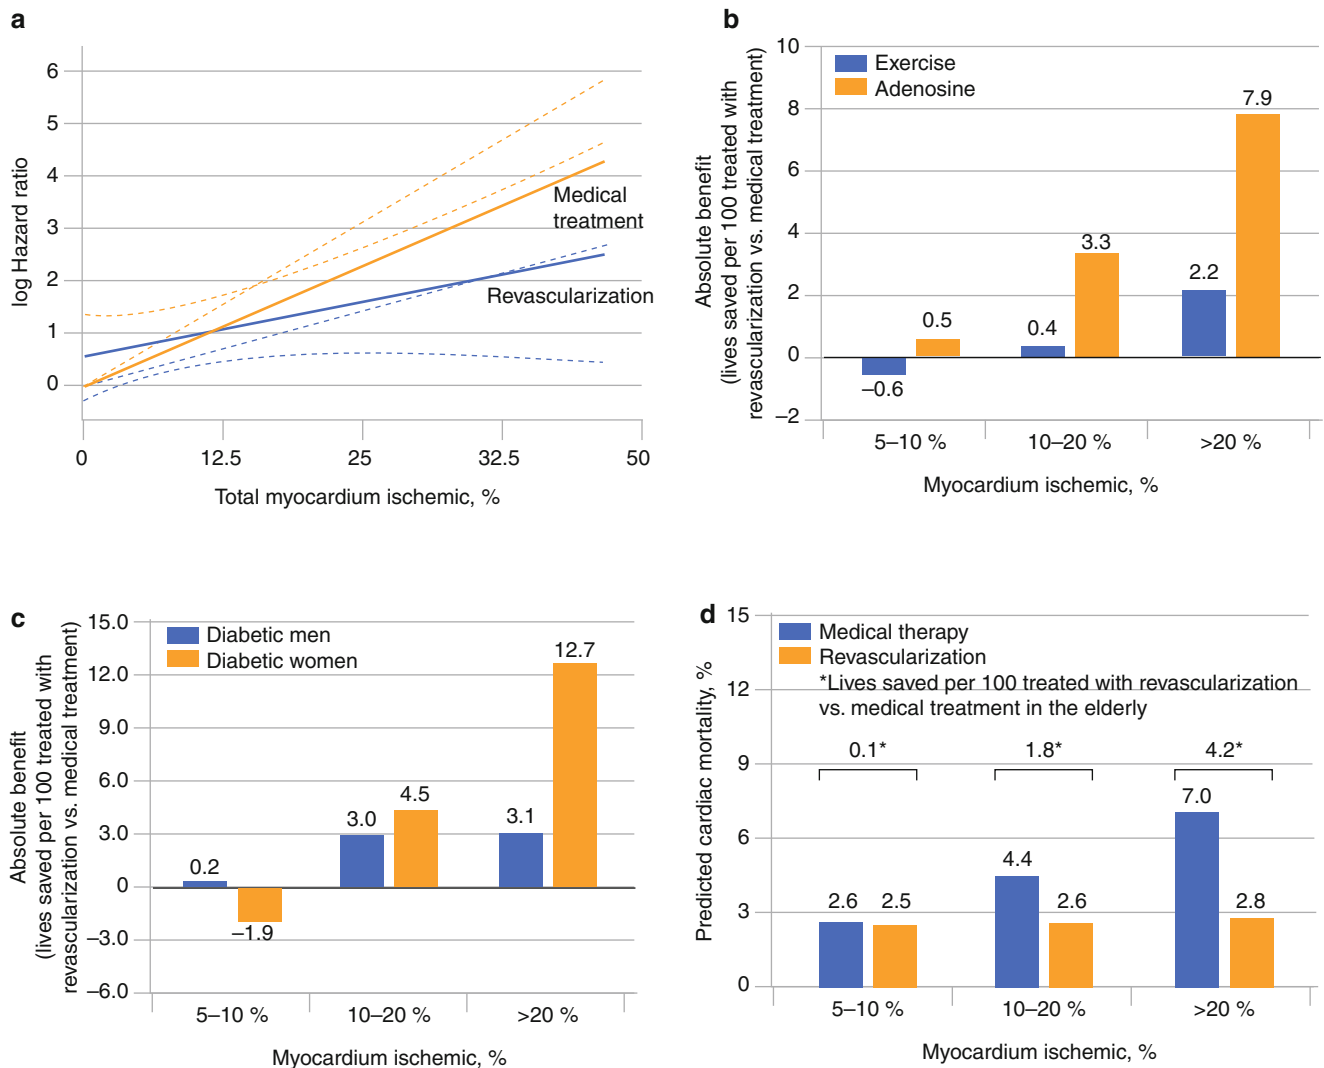 a
log Hazard ratio
6
5
4
3
2
1
0
Medical
treatment
Revascularization
0 12.5 25 32.5 50
Total myocardium ischemic, %
b
Absolute benefit
(lives saved per 100 treated with
revascularization vs. medical treatment)
10
8
6
4
2
0
–2
Exercise
Adenosine
–0.6
0.5
0.4
3.3
2.2
7.9
5–10 % 10–20 % >20 %
Myocardium ischemic, %
c
Absolute benefit
(lives saved per 100 treated with
revascularization vs. medical treatment)
15.0
12.0
9.0
6.0
3.0
0
–3.0
–6.0
Diabetic men
Diabetic women
0.2
–1.9
3.0
4.5
3.1
12.7
5–10 % 10–20 % >20 %
Myocardium ischemic, %
d
Predicted cardiac mortality, %
15
12
9
6
3
0
Medical therapy
Revascularization
*Lives saved per 100 treated with revascularization
vs. medical treatment in the elderly
0.1* 1.8* 4.2*
2.6
2.5
4.4
2.6
7.0
2.8
5–10 % 10–20 % >20 %
Myocardium ischemic, %